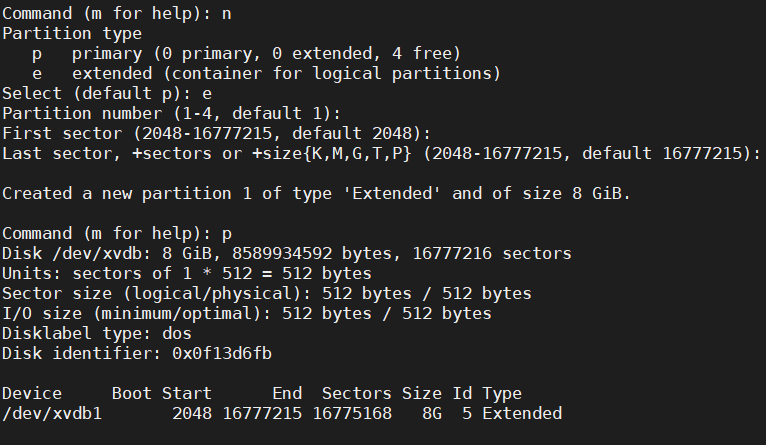 Command (m for help): n
Partition type
   p   primary (0 primary, 0 extended, 4 free)
   e   extended (container for logical partitions)
Select (default p): e
Partition number (1-4, default 1):
First sector (2048-16777215, default 2048):
Last sector, +sectors or +size{K,M,G,T,P} (2048-16777215, default 16777215):
Created a new partition 1 of type 'Extended' and of size 8 GiB.
Command (m for help): p
Disk /dev/xvdb: 8 GiB, 8589934592 bytes, 16777216 sectors
Units: sectors of 1 * 512 = 512 bytes
Sector size (logical/physical): 512 bytes / 512 bytes
I/O size (minimum/optimal): 512 bytes / 512 bytes
Disklabel type: dos
Disk identifier: 0x0f13d6fb
Device     Boot Start      End  Sectors Size Id Type
/dev/xvdb1       2048 16777215 16775168   8G  5 Extended